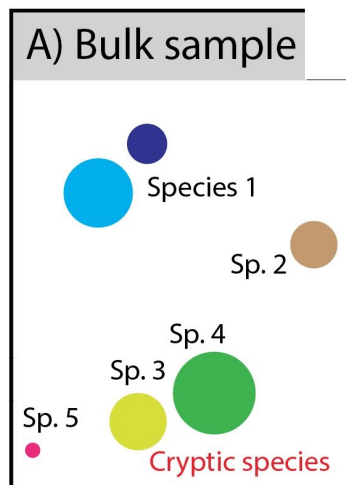 A) Bulk sample
Species 1
Sp. 2
Sp. 4
Sp. 3
Sp. 5
Cryptic species